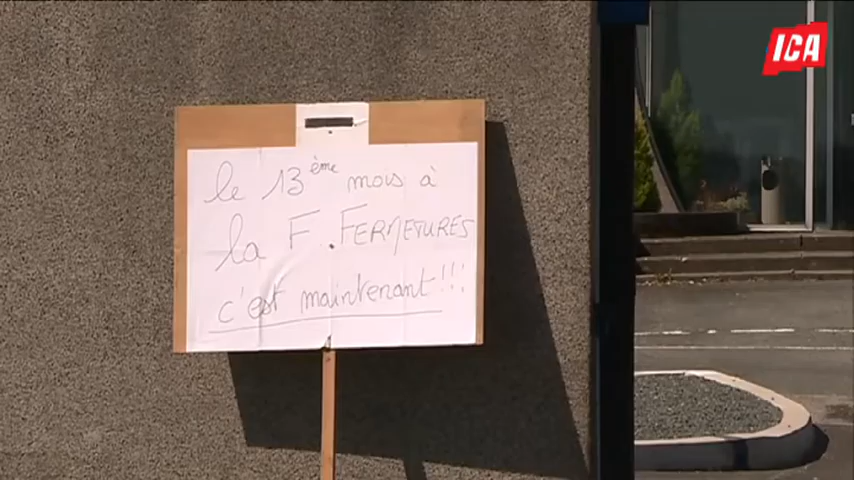 ICA
le 13ème mois à
la F. FERMETURES
c'est maintenant !!!